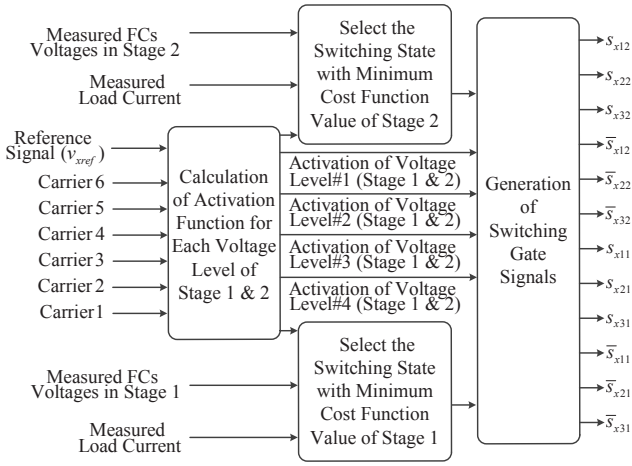 Measured FCs
Voltages in Stage 2
Measured
Load Current
Select the
Switching State
with Minimum
Cost Function
Value of Stage 2
Reference
Signal (v_xref)
Carrier 6
Carrier 5
Carrier 4
Carrier 3
Carrier 2
Carrier 1
Calculation
of Activation
Function for
Each Voltage
Level of
Stage 1 & 2
Activation of Voltage
Level#1 (Stage 1 & 2)
Activation of Voltage
Level#2 (Stage 1 & 2)
Activation of Voltage
Level#3 (Stage 1 & 2)
Activation of Voltage
Level#4 (Stage 1 & 2)
Measured FCs
Voltages in Stage 1
Measured
Load Current
Select the
Switching State
with Minimum
Cost Function
Value of Stage 1
Generation
of
Switching
Gate
Signals
s_x12
s_x22
s_x32
s̅_x12
s̅_x22
s̅_x32
s_x11
s_x21
s_x31
s̅_x11
s̅_x21
s̅_x31